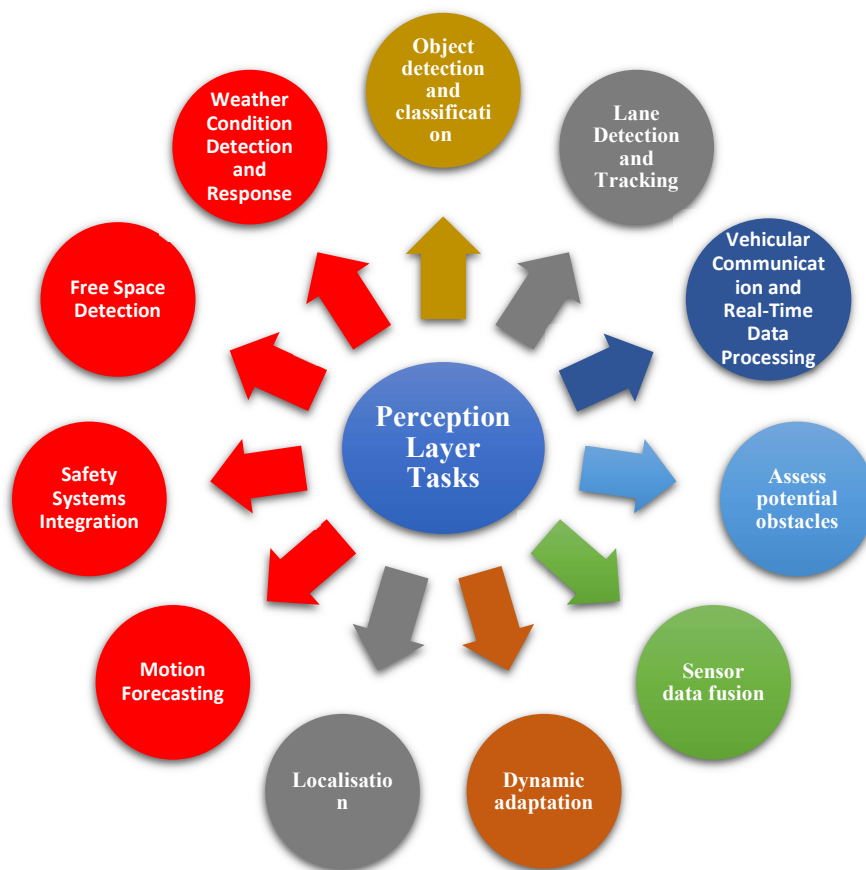 Object
detection
and
classificati
on
Lane
Detection
and
Tracking
Vehicular
Communicat
ion and
Real-Time
Data
Processing
Assess
potential
obstacles
Sensor
data fusion
Dynamic
adaptation
Localisatio
n
Motion
Forecasting
Safety
Systems
Integration
Free Space
Detection
Weather
Condition
Detection
and
Response
Perception
Layer
Tasks